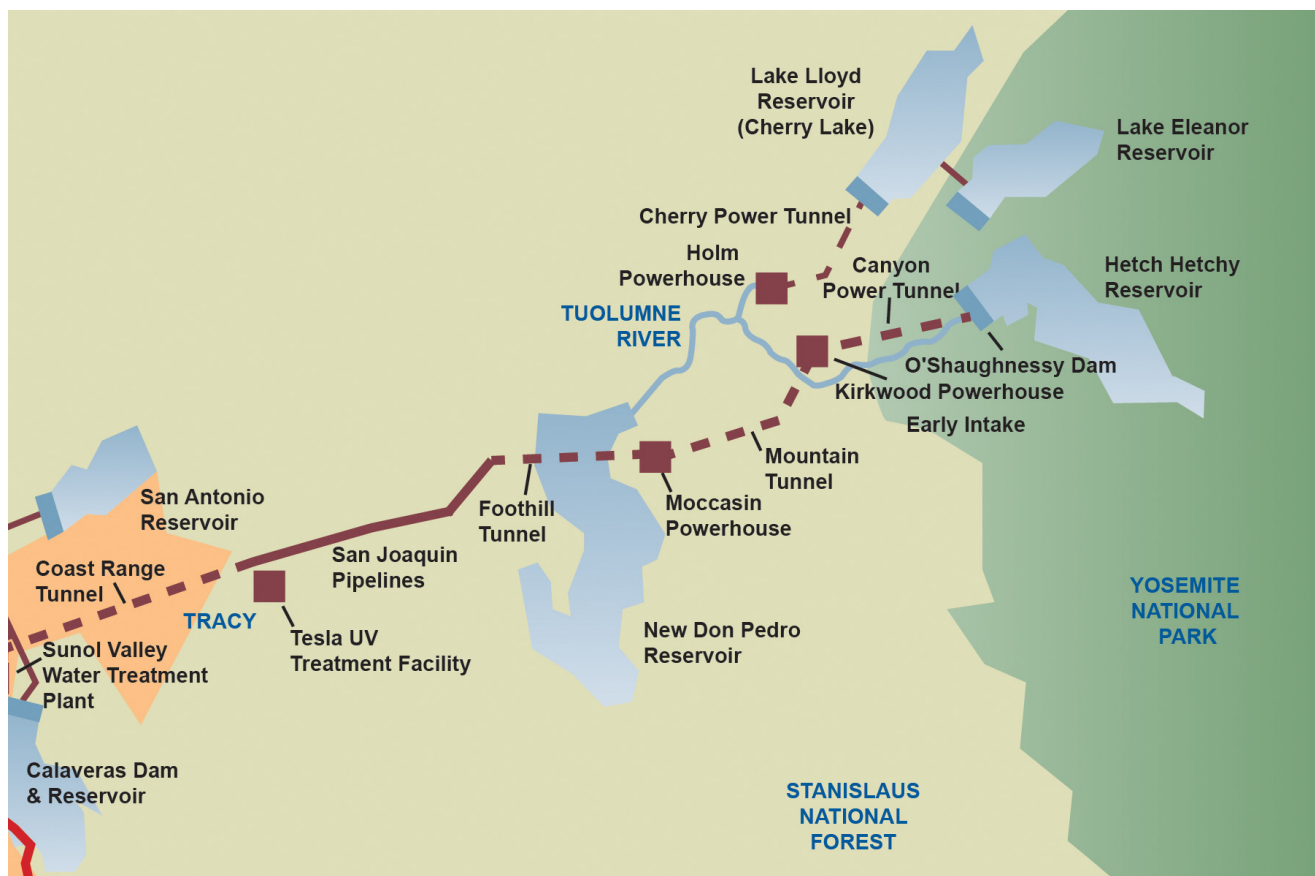 Lake Lloyd
Reservoir
(Cherry Lake)
Lake Eleanor
Reservoir
Cherry Power Tunnel
Holm
Powerhouse
Canyon
Power Tunnel
Hetch Hetchy
Reservoir
TUOLUMNE
RIVER
O'Shaughnessy Dam
Kirkwood Powerhouse
Early Intake
Mountain
Tunnel
Moccasin
Powerhouse
Foothill
Tunnel
San Antonio
Reservoir
San Joaquin
Pipelines
Coast Range
Tunnel
TRACY
Tesla UV
Treatment Facility
New Don Pedro
Reservoir
YOSEMITE
NATIONAL
PARK
Sunol Valley
Water Treatment
Plant
Calaveras Dam
& Reservoir
STANISLAUS
NATIONAL
FOREST